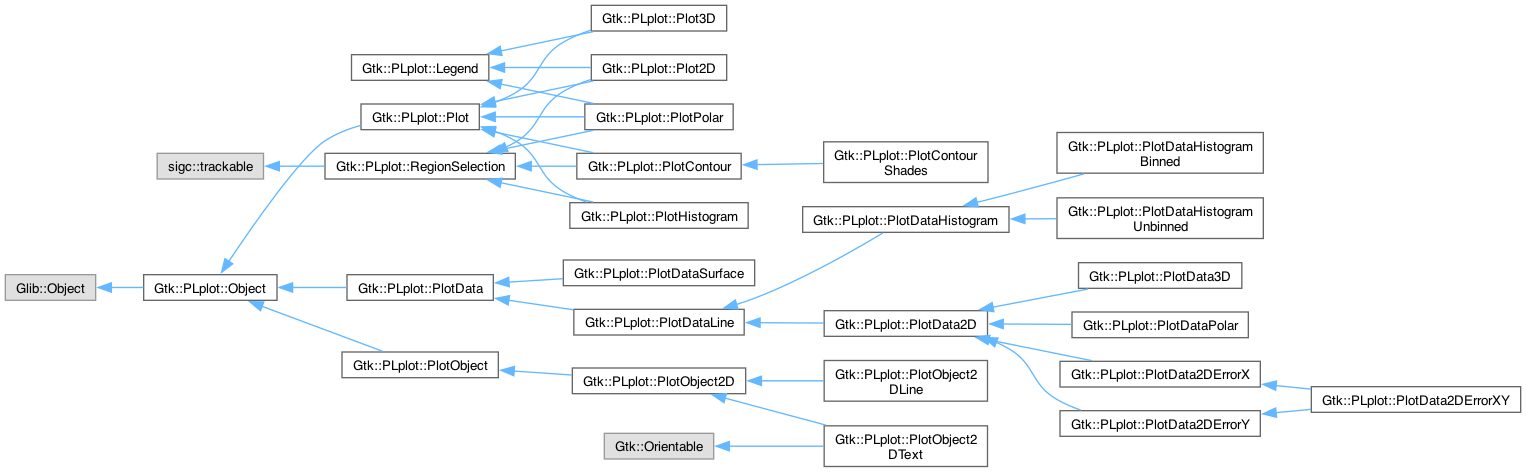 Gtk::PLplot::Plot3D
Gtk::PLplot::Legend
Gtk::PLplot::Plot2D
Gtk::PLplot::Plot
Gtk::PLplot::PlotPolar
sigc::trackable
Gtk::PLplot::RegionSelection
Gtk::PLplot::PlotContour
Gtk::PLplot::PlotContour
Shades
Gtk::PLplot::PlotDataHistogram
Binned
Gtk::PLplot::PlotHistogram
Gtk::PLplot::PlotDataHistogram
Gtk::PLplot::PlotDataHistogram
Unbinned
Glib::Object
Gtk::PLplot::Object
Gtk::PLplot::PlotData
Gtk::PLplot::PlotDataSurface
Gtk::PLplot::PlotDataLine
Gtk::PLplot::PlotData2D
Gtk::PLplot::PlotData3D
Gtk::PLplot::PlotDataPolar
Gtk::PLplot::PlotObject
Gtk::PLplot::PlotObject2D
Gtk::PLplot::PlotObject2
DLine
Gtk::PLplot::PlotData2DErrorX
Gtk::PLplot::PlotData2DErrorXY
Gtk::PLplot::PlotData2DErrorY
Gtk::Orientable
Gtk::PLplot::PlotObject2
DText